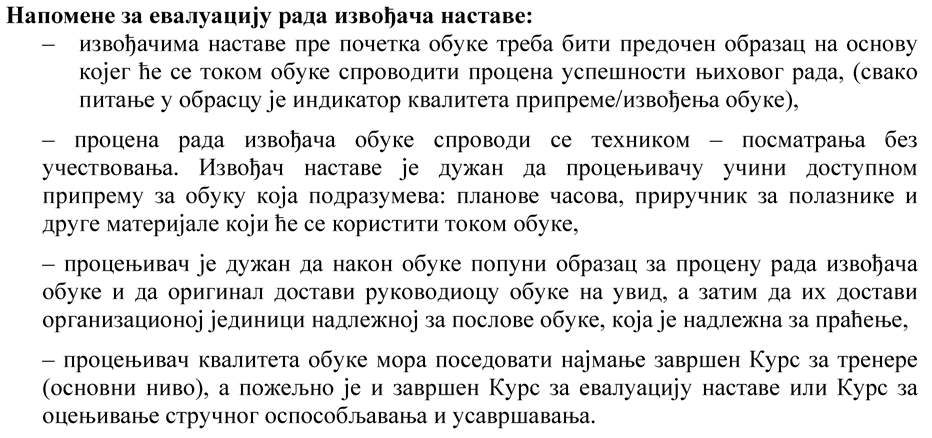 Напомене за евалуацију рада извођача наставе:
– извођачима наставе пре почетка обуке треба бити предочен образац на основу
којег ће се током обуке спроводити процена успешности њиховог рада, (свако
питање у обрасцу је индикатор квалитета припреме/извођења обуке),
– процена рада извођача обуке спроводи се техником – посматрања без
учествовања. Извођач наставе је дужан да процењивачу учини доступном
припрему за обуку која подразумева: планове часова, приручник за полазнике и
друге материјале који ће се користити током обуке,
– процењивач је дужан да након обуке попуни образац за процену рада извођача
обуке и да оригинал достави руководиоцу обуке на увид, а затим да их достави
организационој јединици надлежној за послове обуке, која је надлежна за праћење,
– процењивач квалитета обуке мора поседовати најмање завршен Курс за тренере
(основни ниво), а пожељно је и завршен Курс за евалуацију наставе или Курс за
оцењивање стручног оспособљавања и усавршавања.